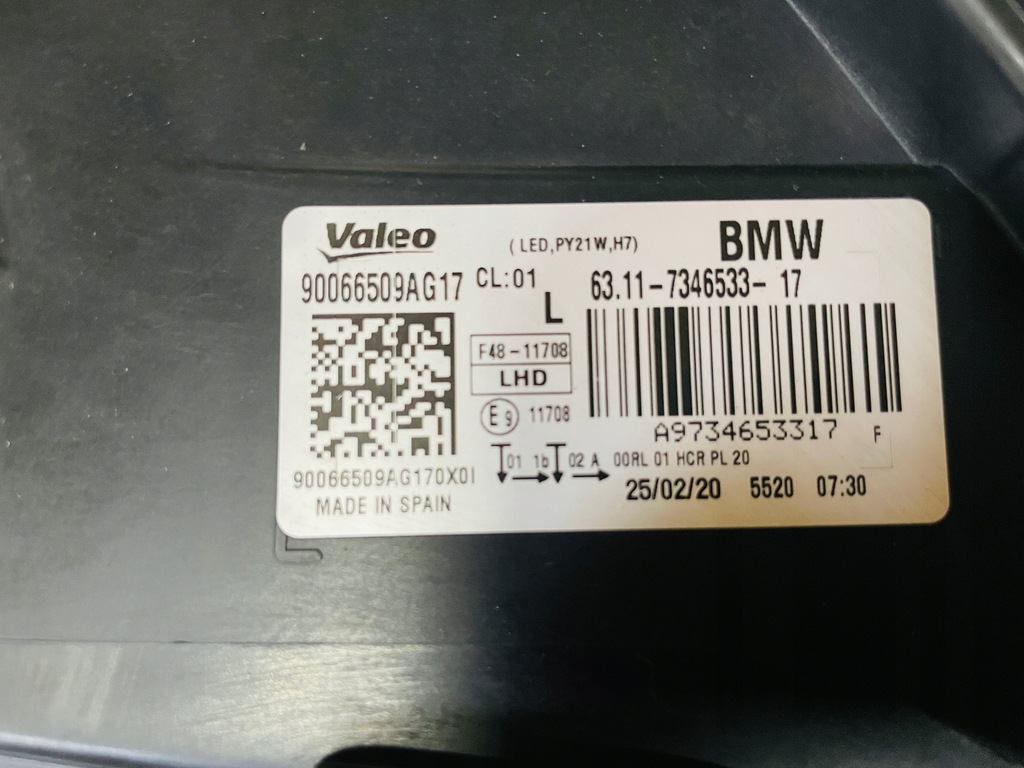 Valeo (LED,PY21W,H7) BMW
90066509AG17 CL:01 63.11-7346533-17
L
F48-11708
LHD
E9 11708
A9734653317 F
01 1b 02 A 00RL 01 HCR PL 20
90066509AG170X01
25/02/20 5520 07:30
MADE IN SPAIN